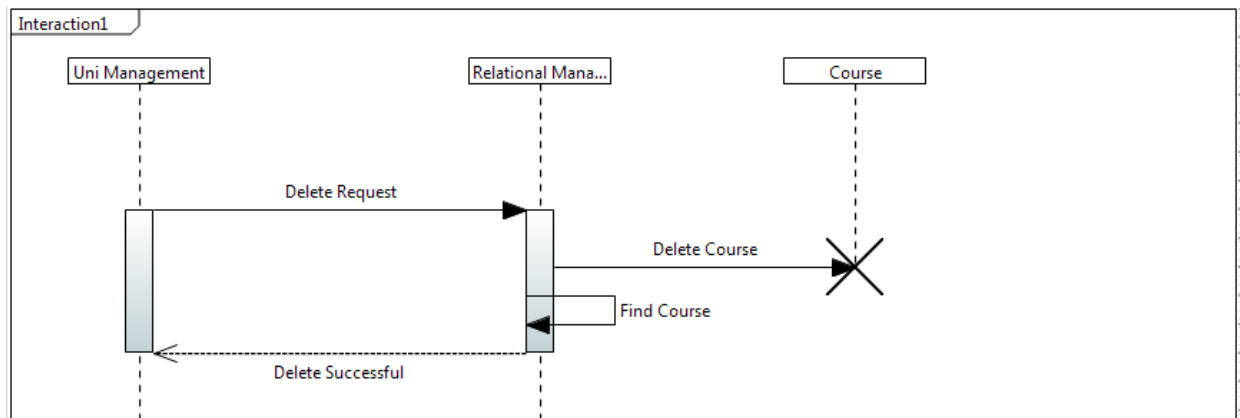 Interaction1
Uni Management
Relational Mana...
Course
Delete Request
Delete Course
Find Course
Delete Successful